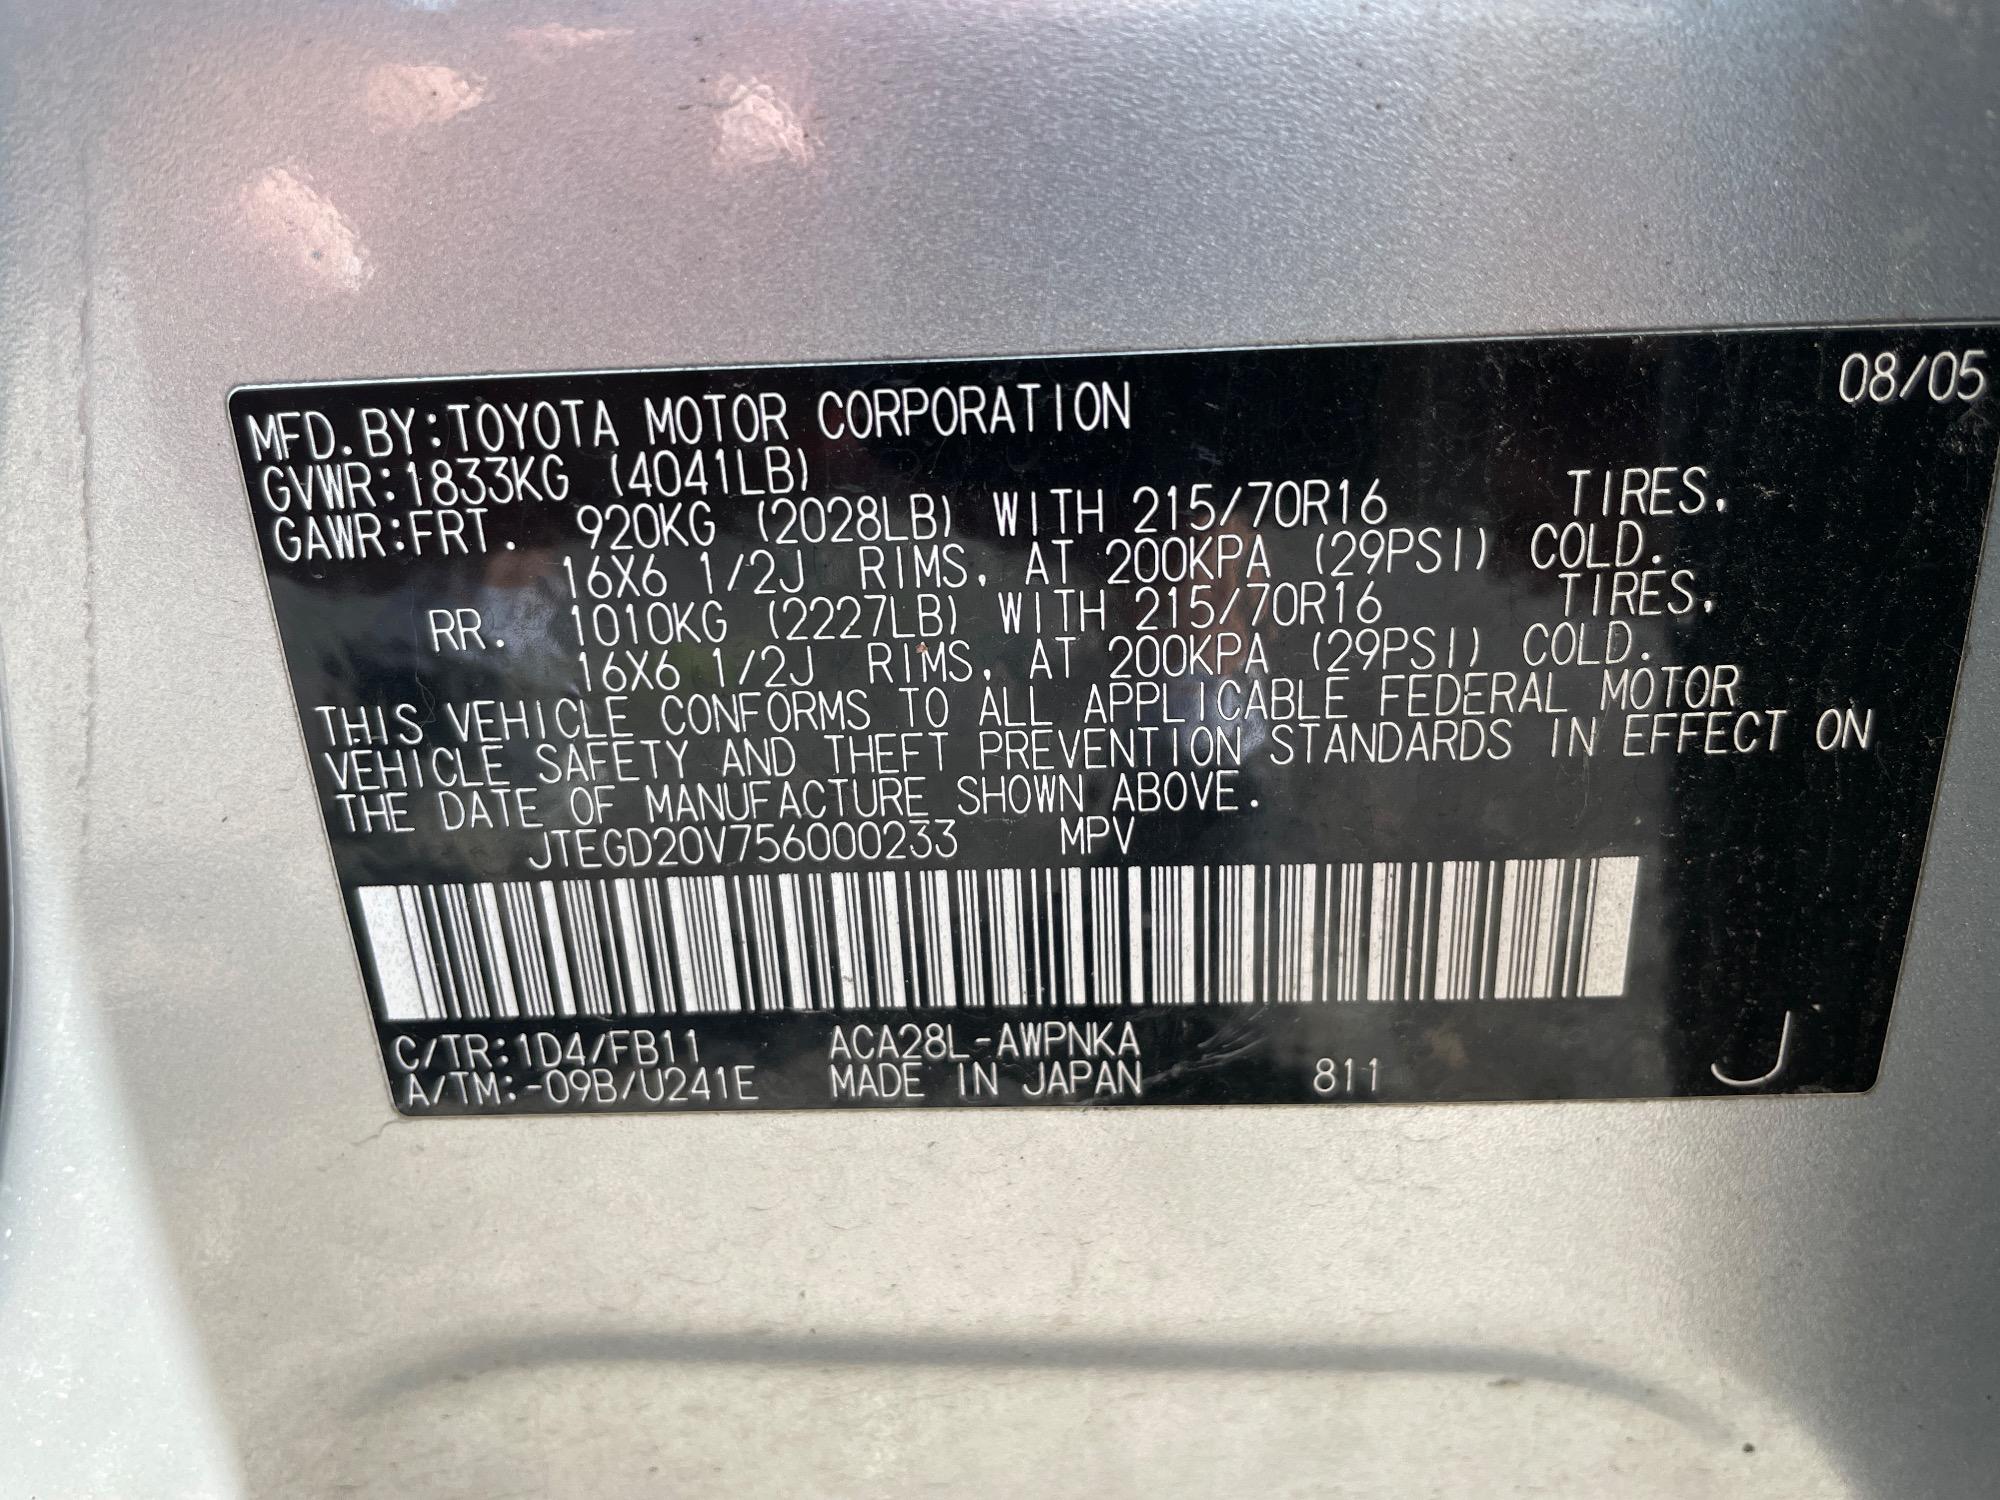 08/05
MFD. BY:TOYOTA MOTOR CORPORATION
GVWR:1833KG (4041LB)
GAWR:FRT. 920KG (2028LB) WITH 215/70R16 TIRES,
16X6 1/2J RIMS, AT 200KPA (29PSI) COLD.
RR. 1010KG (2227LB) WITH 215/70R16 TIRES,
16X6 1/2J RIMS, AT 200KPA (29PSI) COLD.
THIS VEHICLE CONFORMS TO ALL APPLICABLE FEDERAL MOTOR
VEHICLE SAFETY AND THEFT PREVENTION STANDARDS IN EFFECT ON
THE DATE OF MANUFACTURE SHOWN ABOVE.
JTEGD20V756000233 MPV
C/TR:1D4/FB11 ACA28L-AWPNKA
A/TM:-09B/U241E MADE IN JAPAN 811 J